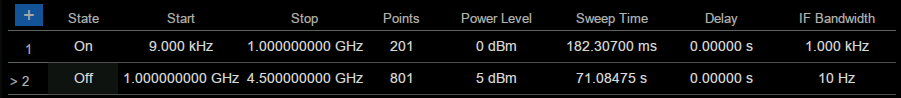 + State Start Stop Points Power Level Sweep Time Delay IF Bandwidth
1 On 9.000 kHz 1.000000000 GHz 201 0 dBm 182.30700 ms 0.00000 s 1.000 kHz
> 2 Off 1.000000000 GHz 4.500000000 GHz 801 5 dBm 71.08475 s 0.00000 s 10 Hz